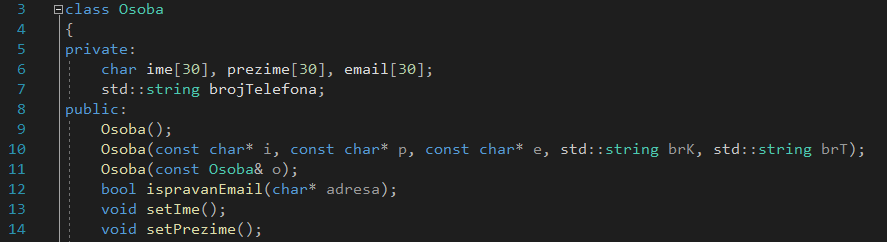 3 class Osoba
4 {
5 private:
6 char ime[30], prezime[30], email[30];
7 std::string brojTelefona;
8 public:
9 Osoba();
10 Osoba(const char* i, const char* p, const char* e, std::string brK, std::string brT);
11 Osoba(const Osoba& o);
12 bool ispravanEmail(char* adresa);
13 void setIme();
14 void setPrezime();